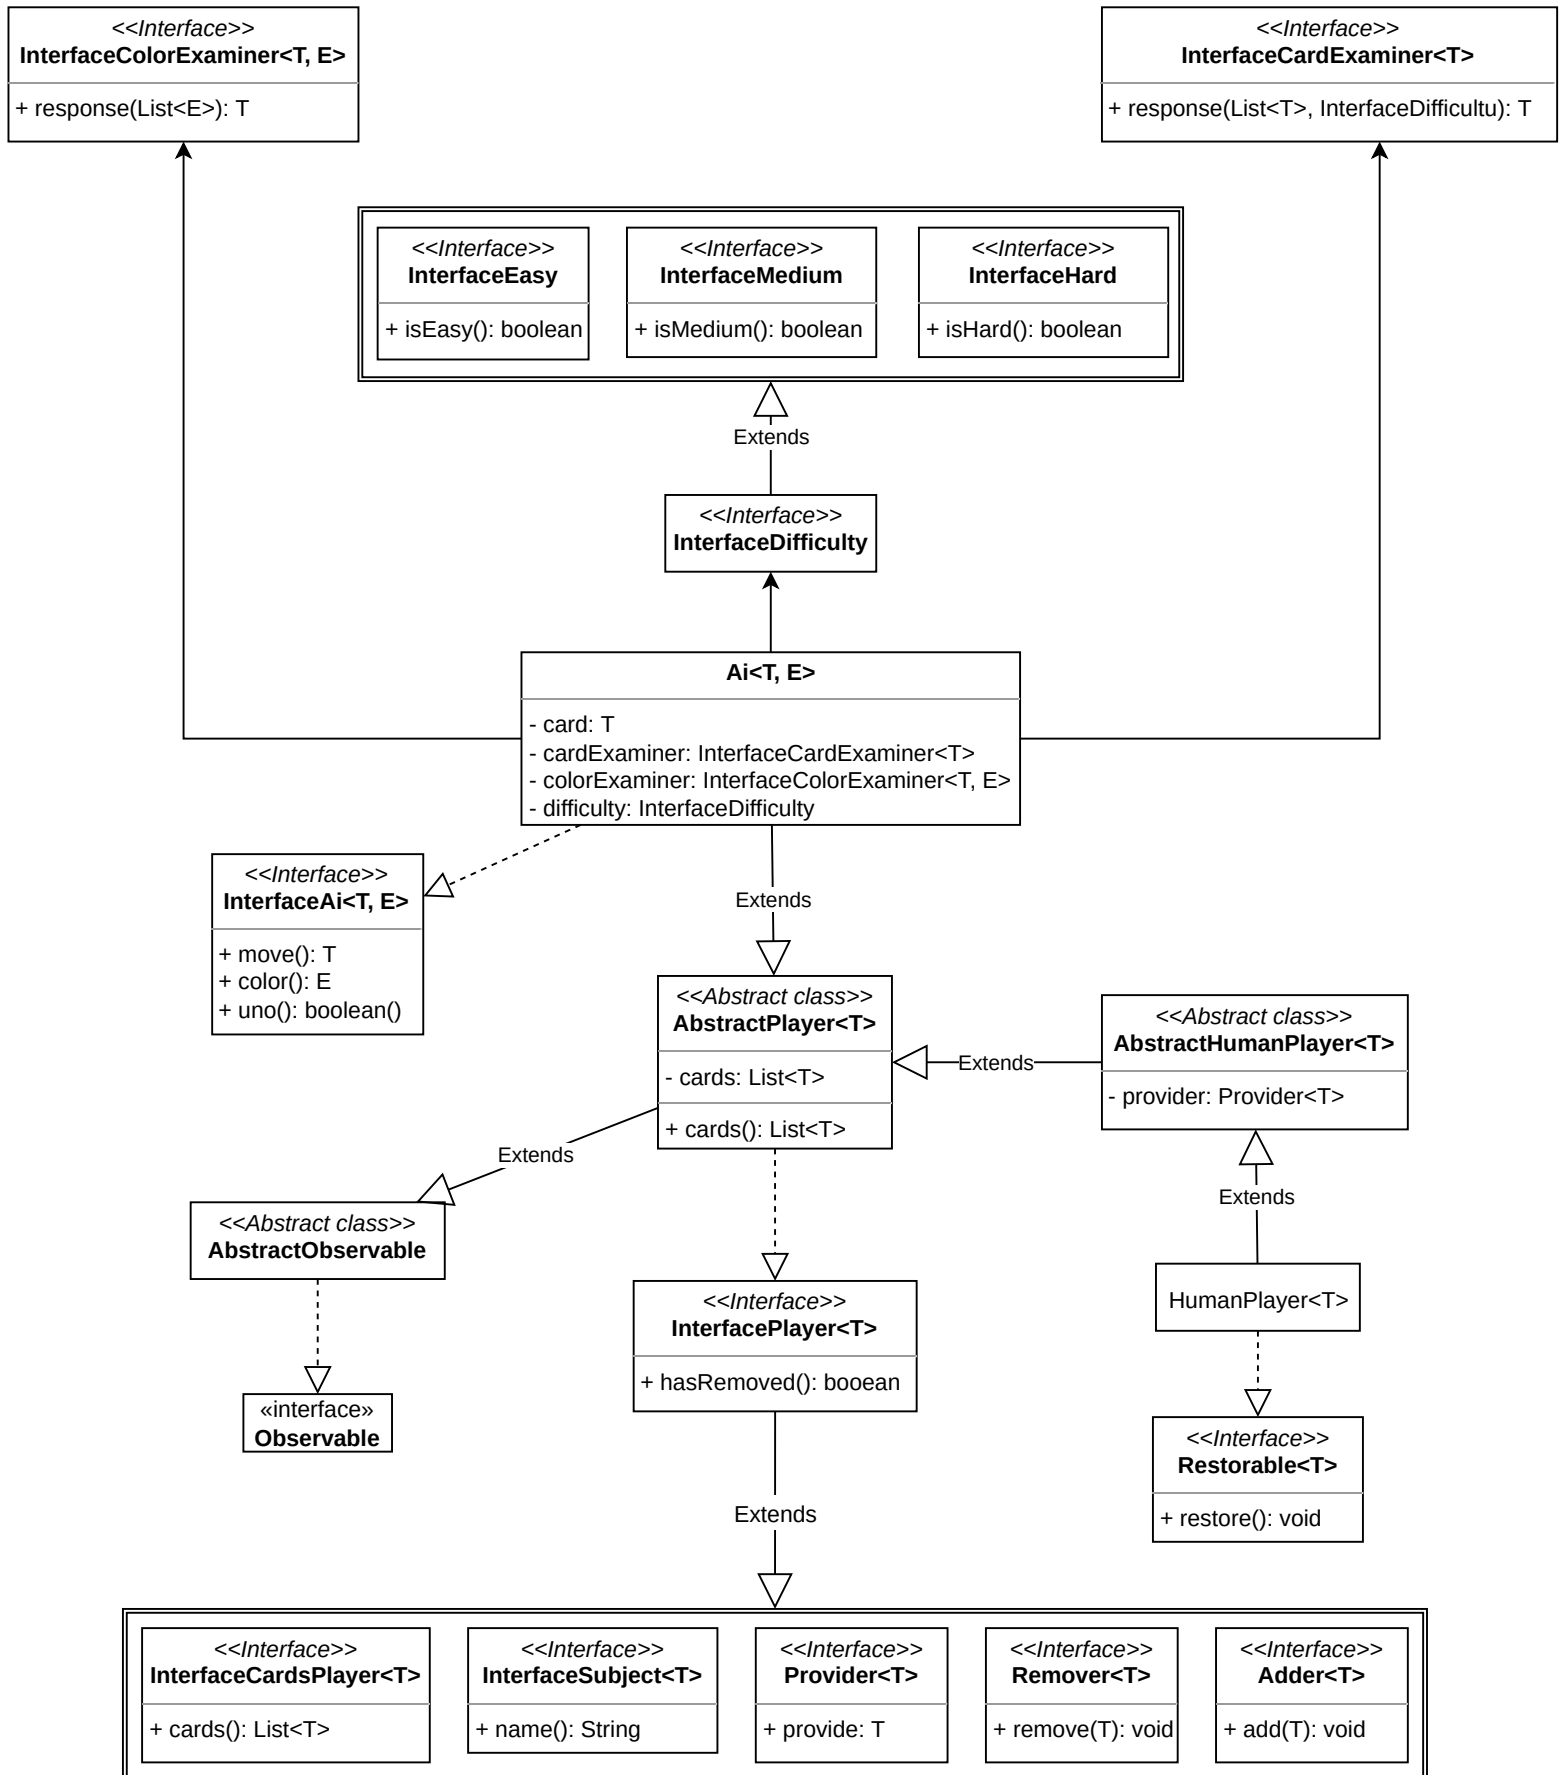 <<Interface>>
InterfaceColorExaminer<T, E>
+ response(List<E>): T
<<Interface>>
InterfaceCardExaminer<T>
+ response(List<T>, InterfaceDifficultu): T
<<Interface>>
InterfaceEasy
+ isEasy(): boolean
<<Interface>>
InterfaceMedium
+ isMedium(): boolean
<<Interface>>
InterfaceHard
+ isHard(): boolean
Extends
<<Interface>>
InterfaceDifficulty
Ai<T, E>
- card: T
- cardExaminer: InterfaceCardExaminer<T>
- colorExaminer: InterfaceColorExaminer<T, E>
- difficulty: InterfaceDifficulty
<<Interface>>
InterfaceAi<T, E>
+ move(): T
+ color(): E
+ uno(): boolean()
Extends
<<Abstract class>>
AbstractPlayer<T>
- cards: List<T>
+ cards(): List<T>
Extends
<<Abstract class>>
AbstractHumanPlayer<T>
- provider: Provider<T>
Extends
<<Abstract class>>
AbstractObservable
Extends
HumanPlayer<T>
<<Interface>>
InterfacePlayer<T>
+ hasRemoved(): booean
«interface»
Observable
<<Interface>>
Restorable<T>
+ restore(): void
Extends
<<Interface>>
InterfaceCardsPlayer<T>
+ cards(): List<T>
<<Interface>>
InterfaceSubject<T>
+ name(): String
<<Interface>>
Provider<T>
+ provide: T
<<Interface>>
Remover<T>
+ remove(T): void
<<Interface>>
Adder<T>
+ add(T): void